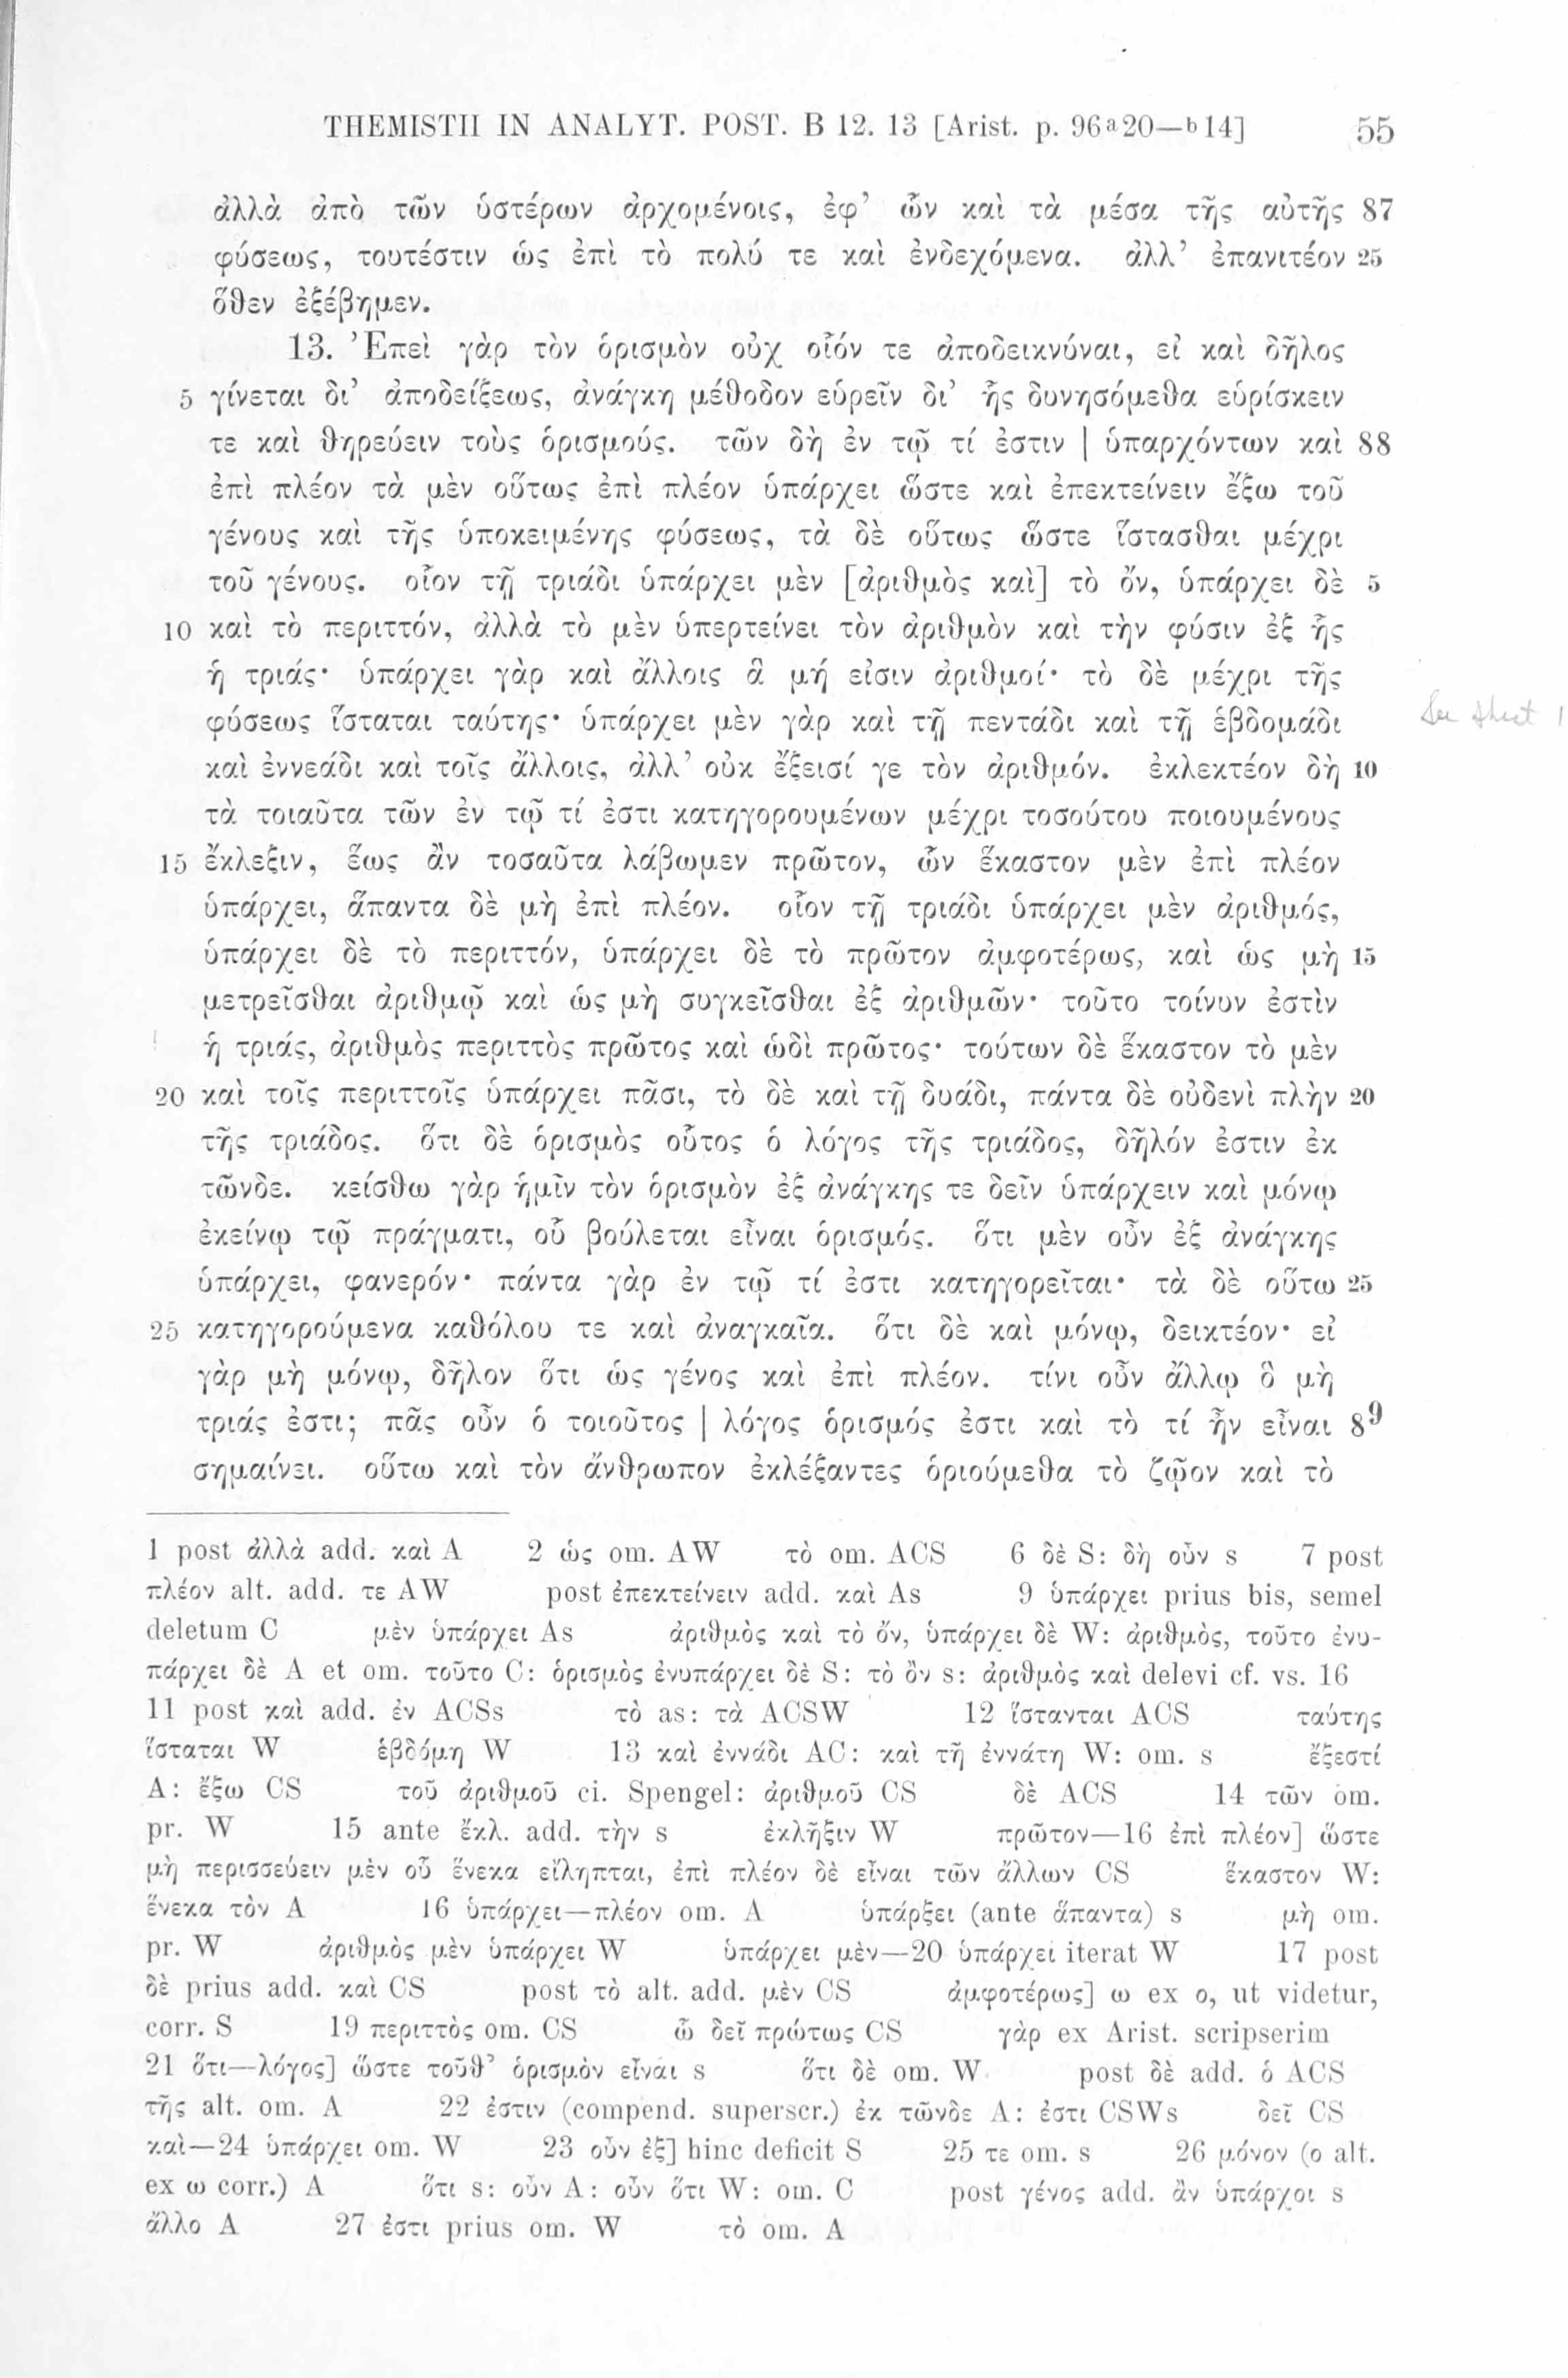 THEMISTII IN ANALYT. POST. B 12. 13 [Arist. p. 96a20—b14] 55
ἀλλὰ ἀπὸ τῶν ὑστέρων ἀρχομένοις, ἐφ’ ὧν καὶ τὰ μέσα τῆς αὐτῆς 87
φύσεως, τουτέστιν ὡς ἐπὶ τὸ πολύ τε καὶ ἐνδεχόμενα. ἀλλ’ ἐπανιτέον 25
ὅθεν ἐξέβημεν.
13. Ἐπεὶ γὰρ τὸν ὁρισμὸν οὐχ οἷόν τε ἀποδεικνύναι, εἰ καὶ δῆλος
5 γίνεται δι’ ἀποδείξεως, ἀνάγκη μέθοδον εὑρεῖν δι’ ἧς δυνησόμεθα εὑρίσκειν
τε καὶ θηρεύειν τοὺς ὁρισμούς. τῶν δὴ ἐν τῷ τί ἐστιν | ὑπαρχόντων καὶ 88
ἐπὶ πλέον τὰ μὲν οὕτως ἐπὶ πλέον ὑπάρχει ὥστε καὶ ἐπεκτείνειν ἔξω τοῦ
γένους καὶ τῆς ὑποκειμένης φύσεως, τὰ δὲ οὕτως ὥστε ἵστασθαι μέχρι
τοῦ γένους. οἷον τῇ τριάδι ὑπάρχει μὲν [ἀριθμὸς καὶ] τὸ ὄν, ὑπάρχει δὲ 5
10 καὶ τὸ περιττόν, ἀλλὰ τὸ μὲν ὑπερτείνει τὸν ἀριθμὸν καὶ τὴν φύσιν ἐξ ἧς
ἡ τριάς· ὑπάρχει γὰρ καὶ ἄλλοις ἃ μή εἰσιν ἀριθμοί· τὸ δὲ μέχρι τῆς
φύσεως ἵσταται ταύτης· ὑπάρχει μὲν γὰρ καὶ τῇ πεντάδι καὶ τῇ ἑβδομάδι
See sheet 1
καὶ ἐννεάδι καὶ τοῖς ἄλλοις, ἀλλ’ οὐκ ἔξεισί γε τὸν ἀριθμόν. ἐκλεκτέον δὴ 10
τὰ τοιαῦτα τῶν ἐν τῷ τί ἐστι κατηγορουμένων μέχρι τοσούτου ποιουμένους
15 ἔκλεξιν, ἕως ἂν τοσαῦτα λάβωμεν πρῶτον, ὧν ἕκαστον μὲν ἐπὶ πλέον
ὑπάρχει, ἅπαντα δὲ μὴ ἐπὶ πλέον. οἷον τῇ τριάδι ὑπάρχει μὲν ἀριθμός,
ὑπάρχει δὲ τὸ περιττόν, ὑπάρχει δὲ τὸ πρῶτον ἀμφοτέρως, καὶ ὡς μὴ 15
μετρεῖσθαι ἀριθμῷ καὶ ὡς μὴ συγκεῖσθαι ἐξ ἀριθμῶν· τοῦτο τοίνυν ἐστὶν
ἡ τριάς, ἀριθμὸς περιττὸς πρῶτος καὶ ὡδὶ πρῶτος· τούτων δὲ ἕκαστον τὸ μὲν
20 καὶ τοῖς περιττοῖς ὑπάρχει πᾶσι, τὸ δὲ καὶ τῇ δυάδι, πάντα δὲ οὐδενὶ πλὴν 20
τῆς τριάδος. ὅτι δὲ ὁρισμὸς οὗτος ὁ λόγος τῆς τριάδος, δῆλόν ἐστιν ἐκ
τῶνδε. κείσθω γὰρ ἡμῖν τὸν ὁρισμὸν ἐξ ἀνάγκης τε δεῖν ὑπάρχειν καὶ μόνῳ
ἐκείνῳ τῷ πράγματι, οὗ βούλεται εἶναι ὁρισμός. ὅτι μὲν οὖν ἐξ ἀνάγκης
ὑπάρχει, φανερόν· πάντα γὰρ ἐν τῷ τί ἐστι κατηγορεῖται· τὰ δὲ οὕτω 25
25 κατηγορούμενα καθόλου τε καὶ ἀναγκαῖα. ὅτι δὲ καὶ μόνῳ, δεικτέον· εἰ
γὰρ μὴ μόνῳ, δῆλον ὅτι ὡς γένος καὶ ἐπὶ πλέον. τίνι οὖν ἄλλῳ ὃ μὴ
τριάς ἐστι; πᾶς οὖν ὁ τοιοῦτος | λόγος ὁρισμός ἐστι καὶ τὸ τί ἦν εἶναι 89
σημαίνει. οὕτω καὶ τὸν ἄνθρωπον ἐκλέξαντες ὁριούμεθα τὸ ζῷον καὶ τὸ
1 post ἀλλὰ add. καὶ A 2 ὡς om. AW τὸ om. ACS 6 δὲ S: δὴ οὖν s 7 post
πλέον alt. add. τε AW post ἐπεκτείνειν add. καὶ As 9 ὑπάρχει prius bis, semel
deletum C μὲν ὑπάρχει As ἀριθμὸς καὶ τὸ ὄν, ὑπάρχει δὲ W: ἀριθμὸς, τοῦτο ἐνυ-
πάρχει δὲ A et om. τοῦτο C: ὁρισμὸς ἐνυπάρχει δὲ S: τὸ ὂν s: ἀριθμὸς καὶ delevi cf. vs. 16
11 post καὶ add. ἐν ACSs τὸ as: τὰ ACSW 12 ἵστανται ACS ταύτης
ἵσταται W ἑβδόμη W 13 καὶ ἐννάδι AC: καὶ τῇ ἐννάτη W: om. s ἔξεστί
A: ἔξω CS τοῦ ἀριθμοῦ ci. Spengel: ἀριθμοῦ CS δὲ ACS 14 τῶν om.
pr. W 15 ante ἔκλ. add. τὴν s ἐκλῆξιν W πρῶτον—16 ἐπὶ πλέον] ὥστε
μὴ περισσεύειν μὲν οὗ ἕνεκα εἴληπται, ἐπὶ πλέον δὲ εἶναι τῶν ἄλλων CS ἕκαστον W:
ἕνεκα τὸν A 16 ὑπάρχει—πλέον om. A ὑπάρξει (ante ἅπαντα) s μὴ om.
pr. W ἀριθμὸς μὲν ὑπάρχει W ὑπάρχει μὲν—20 ὑπάρχει iterat W 17 post
δὲ prius add. καὶ CS post τὸ alt. add. μὲν CS ἀμφοτέρως] ω ex ο, ut videtur,
corr. S 19 περιττὸς om. CS ὦ δεῖ πρώτως CS γὰρ ex Arist. scripserim
21 ὅτι—λόγος] ὥστε τοῦθ’ ὁρισμὸν εἶναι s ὅτι δὲ om. W post δὲ add. ὁ ACS
τῆς alt. om. A 22 ἐστιν (compend. superscr.) ἐκ τῶνδε A: ἐστι CSWs δεῖ CS
καὶ—24 ὑπάρχει om. W 23 οὖν ἐξ] hinc deficit S 25 τε om. s 26 μόνον (ο alt.
ex ω corr.) A ὅτι s: οὖν A: οὖν ὅτι W: om. C post γένος add. ἂν ὑπάρχοι s
ἄλλο A 27 ἐστι prius om. W τὸ om. A